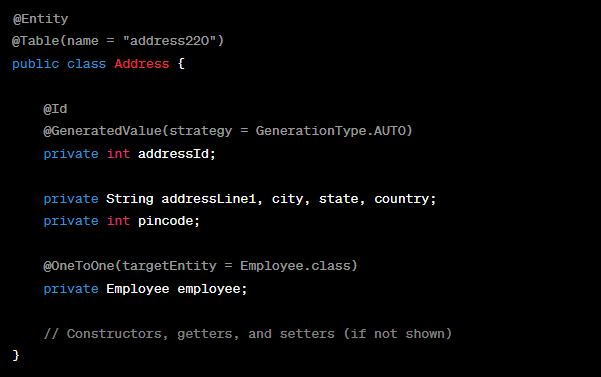 @Entity
@Table(name = "address220")
public class Address {
@Id
@GeneratedValue(strategy = GenerationType.AUTO)
private int addressId;
private String addressLine1, city, state, country;
private int pincode;
@OneToOne(targetEntity = Employee.class)
private Employee employee;
// Constructors, getters, and setters (if not shown)
}